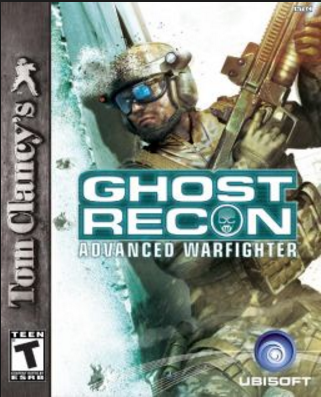 Tom Clancy's
GHOST
RECON
ADVANCED WARFIGHTER
TEEN
T
ESRB
UBISOFT